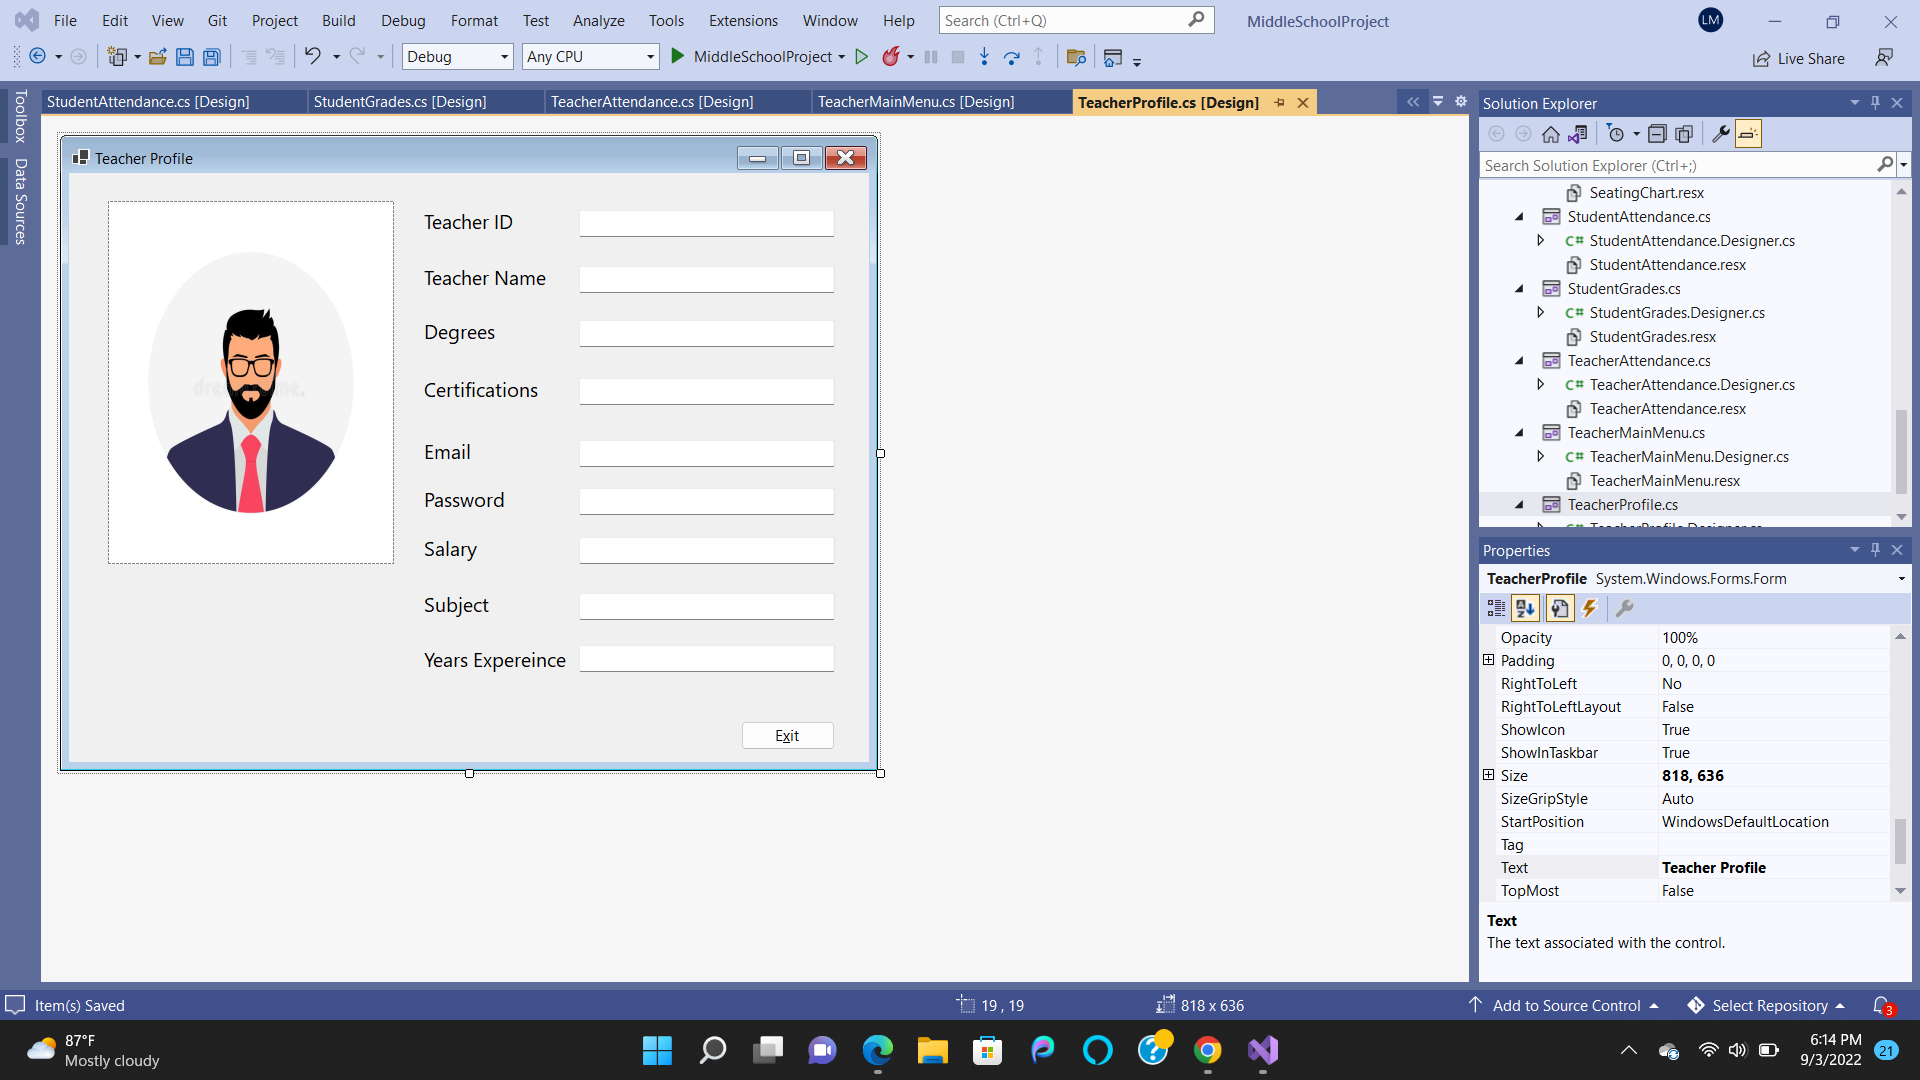 File Edit View Git Project Build Debug Format Test Analyze Tools Extensions Window Help Search (Ctrl+Q) MiddleSchoolProject LM
Debug Any CPU MiddleSchoolProject Live Share
Toolbox
Data Sources
StudentAttendance.cs [Design] StudentGrades.cs [Design] TeacherAttendance.cs [Design] TeacherMainMenu.cs [Design] TeacherProfile.cs [Design]
Teacher Profile
Teacher ID
Teacher Name
Degrees
Certifications
Email
Password
Salary
Subject
Years Expereince
Exit
Solution Explorer
Search Solution Explorer (Ctrl+;)
SeatingChart.resx
StudentAttendance.cs
C# StudentAttendance.Designer.cs
StudentAttendance.resx
StudentGrades.cs
C# StudentGrades.Designer.cs
StudentGrades.resx
TeacherAttendance.cs
C# TeacherAttendance.Designer.cs
TeacherAttendance.resx
TeacherMainMenu.cs
C# TeacherMainMenu.Designer.cs
TeacherMainMenu.resx
TeacherProfile.cs
Properties
TeacherProfile System.Windows.Forms.Form
Opacity 100%
Padding 0, 0, 0, 0
RightToLeft No
RightToLeftLayout False
ShowIcon True
ShowInTaskbar True
Size 818, 636
SizeGripStyle Auto
StartPosition WindowsDefaultLocation
Tag
Text Teacher Profile
TopMost False
Text
The text associated with the control.
Item(s) Saved 19 , 19 818 x 636 Add to Source Control Select Repository 3
87°F
Mostly cloudy
6:14 PM
9/3/2022 21